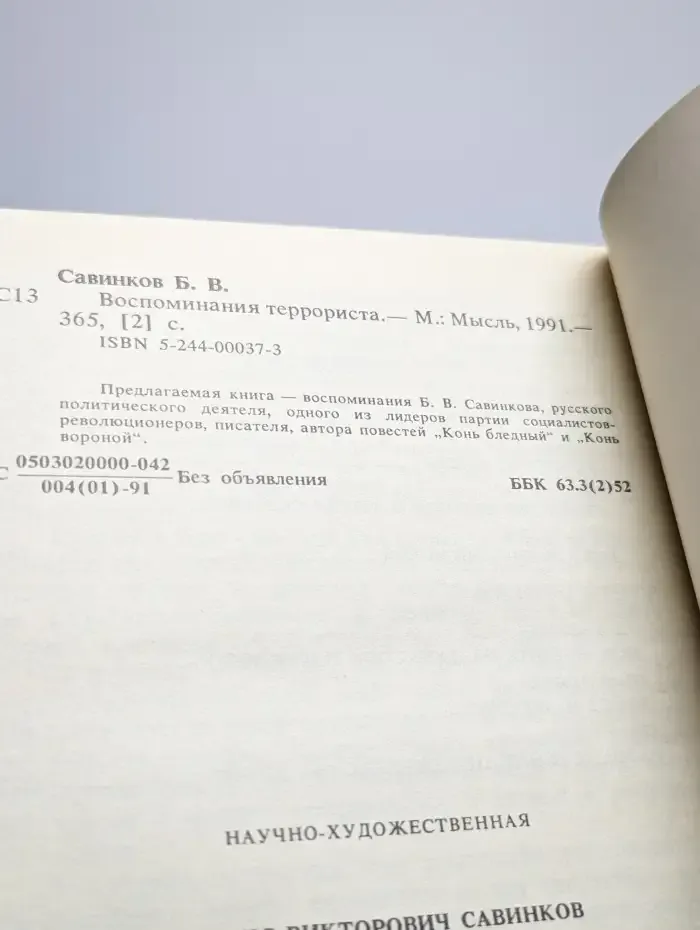 Савинков Б. В.
С13
Воспоминания террориста.— М.: Мысль, 1991.—
365, [2] с.
ISBN 5-244-00037-3
Предлагаемая книга — воспоминания Б. В. Савинкова, русского
политического деятеля, одного из лидеров партии социалистов-
революционеров, писателя, автора повестей „Конь бледный“ и „Конь
вороной“.
С 0503020000-042
004(01)-91
Без объявления
ББК 63.3(2)52
НАУЧНО-ХУДОЖЕСТВЕННАЯ
ВИКТОРОВИЧ САВИНКОВ